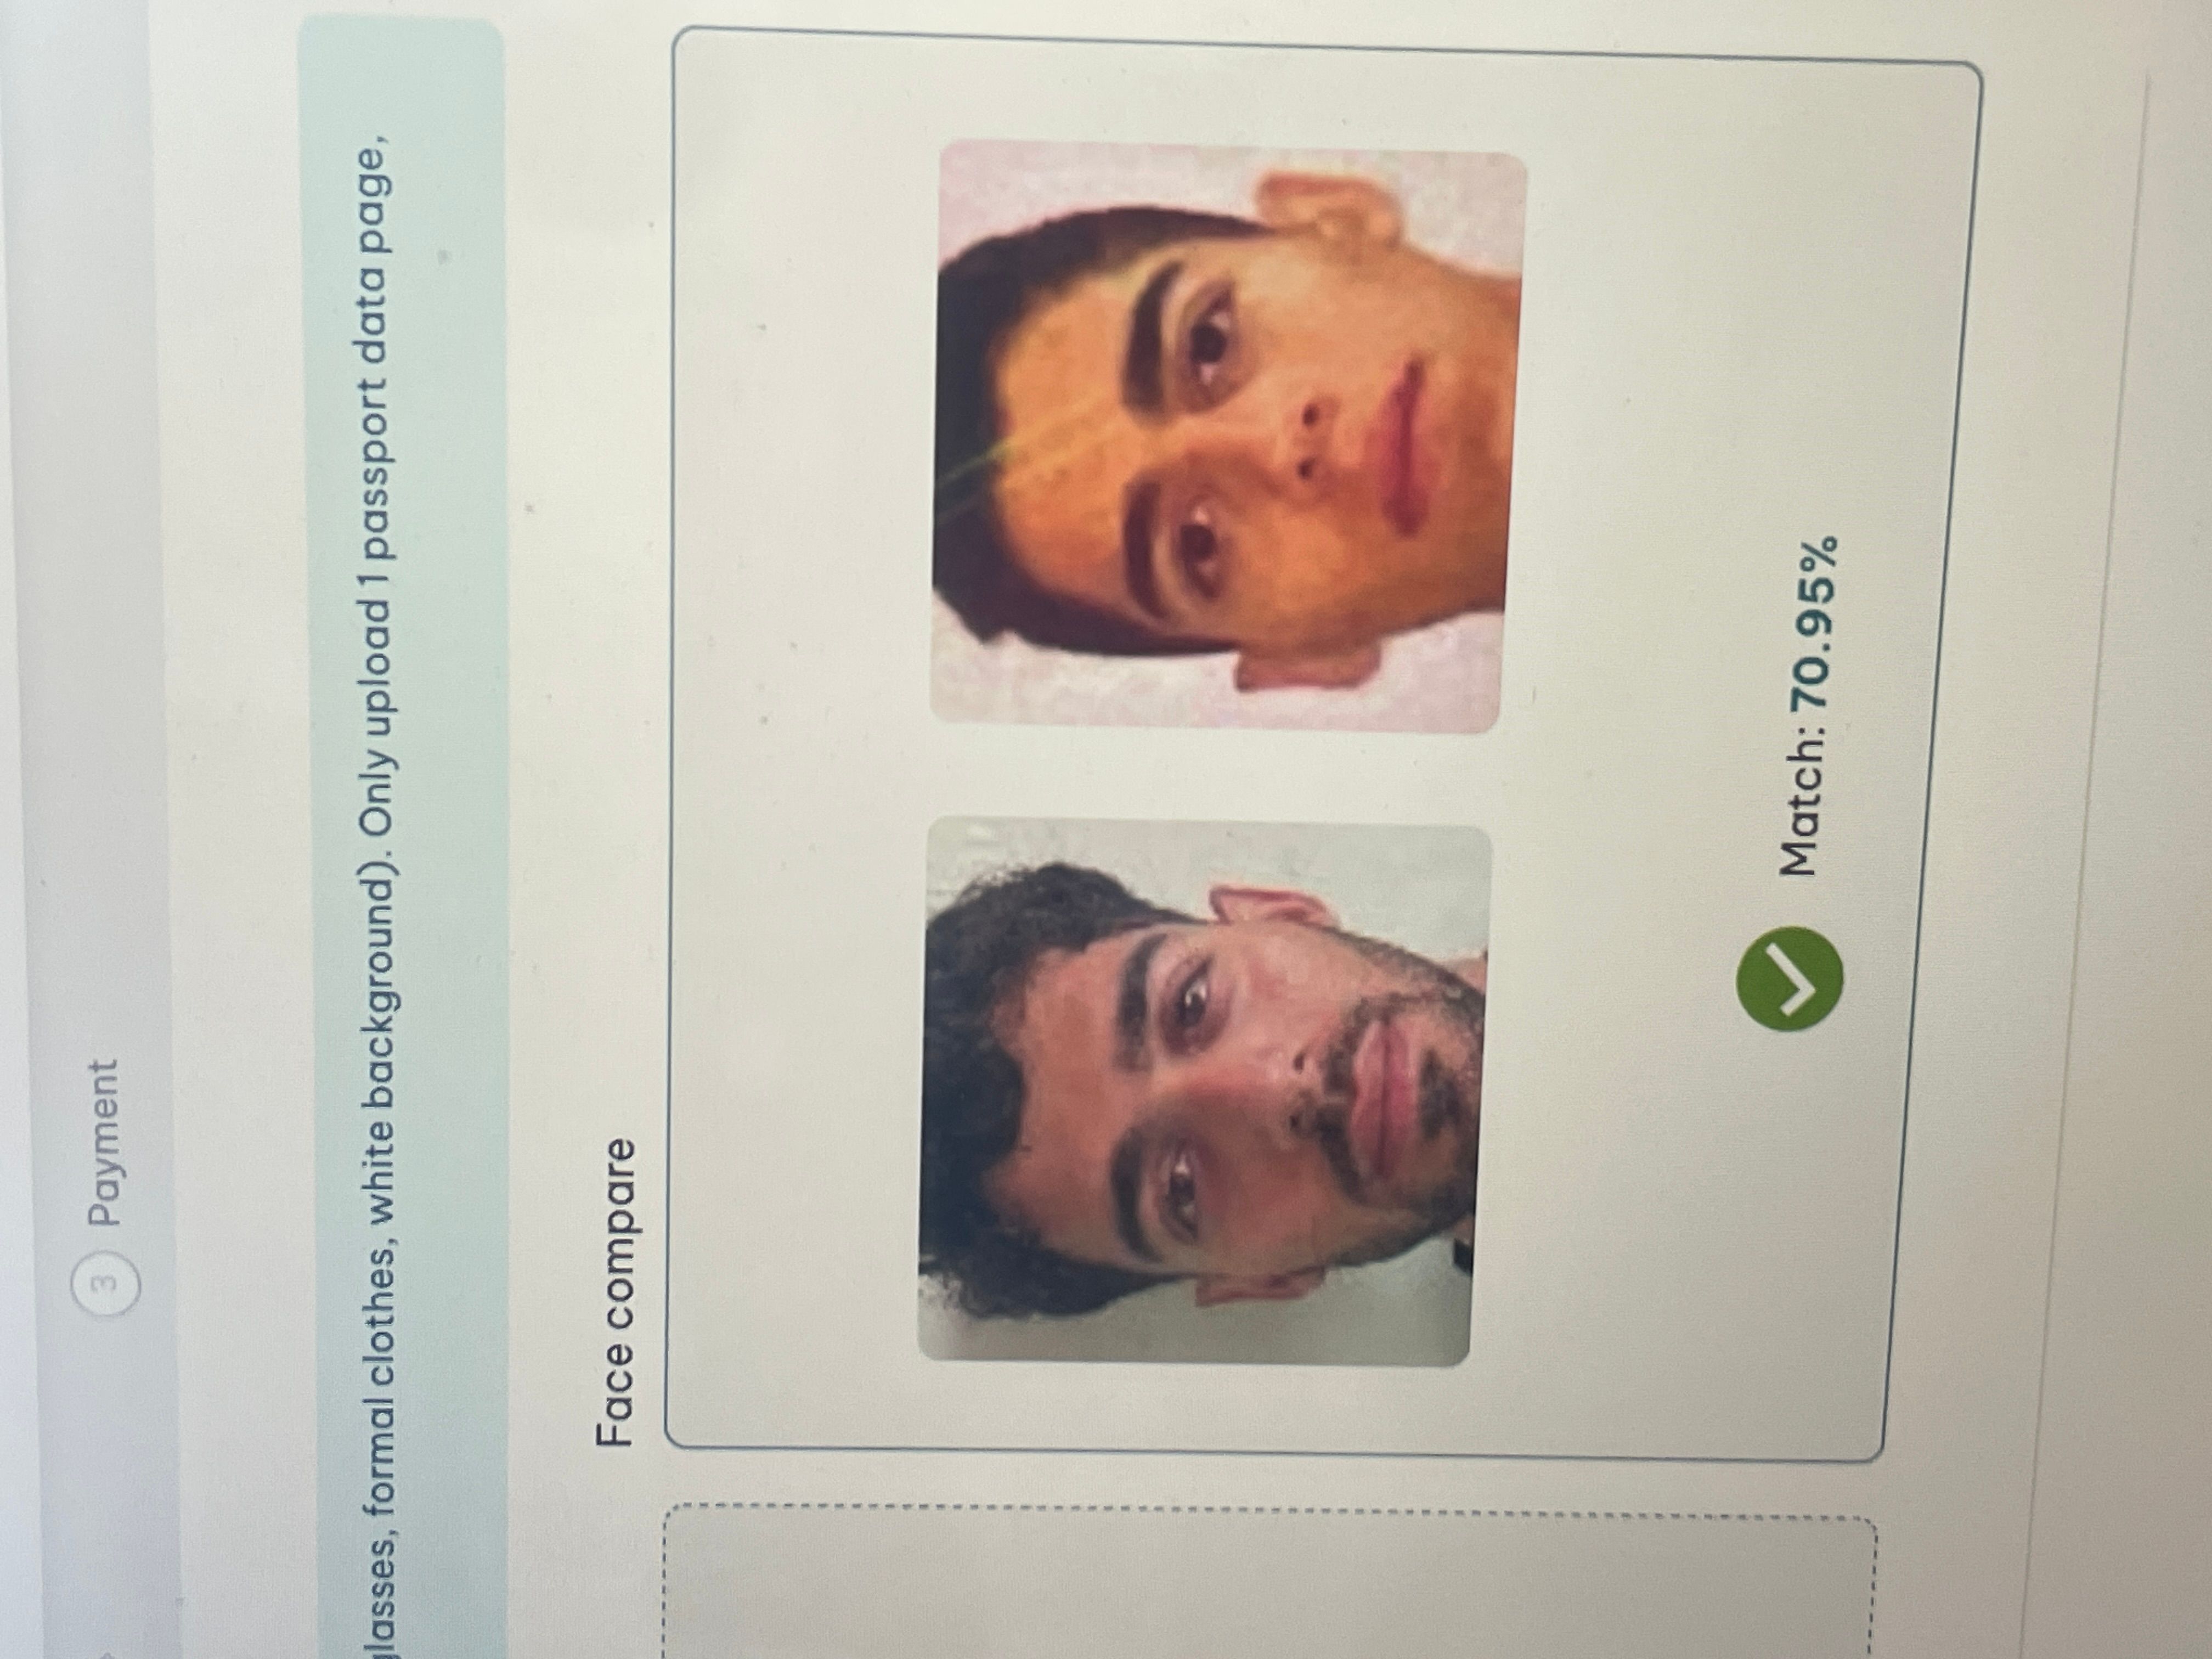 3 Payment
glasses, formal clothes, white background). Only upload 1 passport data page,
Face compare
Match: 70.95%